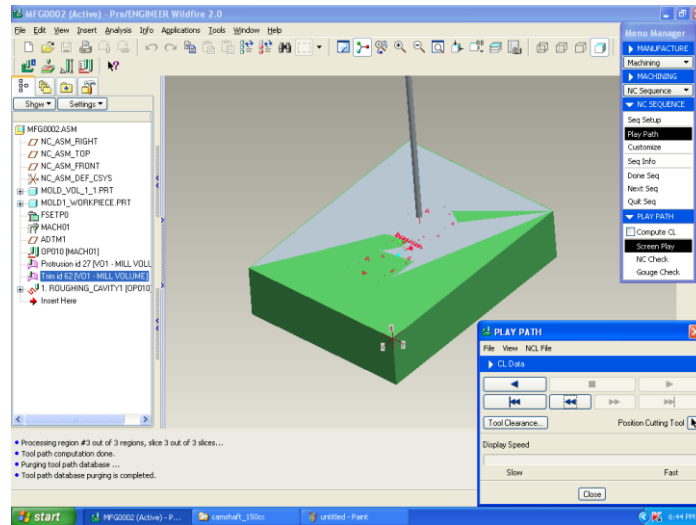 MFG0002 (Active) - Pro/ENGINEER Wildfire 2.0
File Edit View Insert Analysis Info Applications Tools Window Help
Show Settings
MFG0002.ASM
NC_ASM_RIGHT
NC_ASM_TOP
NC_ASM_FRONT
NC_ASM_DEF_CSYS
MOLD_VOL_1_1.PRT
MOLD1_WORKPIECE.PRT
FSETP0
MACH01
ADTM1
OP010 [MACH01]
Protrusion id 27 [VO1 - MILL VOLL
Trim id 62 [VO1 - MILL VOLUME]
1. ROUGHING_CAVITY1 [OP010
Insert Here
Menu Manager
MANUFACTURE
Machining
MACHINING
NC Sequence
NC SEQUENCE
Seq Setup
Play Path
Customize
Seq Info
Done Seq
Next Seq
Quit Seq
PLAY PATH
Compute CL
Screen Play
NC Check
Gouge Check
PLAY PATH
File View NCL File
CL Data
Tool Clearance... Position Cutting Tool
Display Speed
Slow Fast
Close
Processing region #3 out of 3 regions, slice 3 out of 3 slices...
Tool path computation done.
Purging tool path database ...
Tool path database purging is completed.
start MFG0002 (Active) - P... camshaft_150cc untitled - Paint 6:44 PM